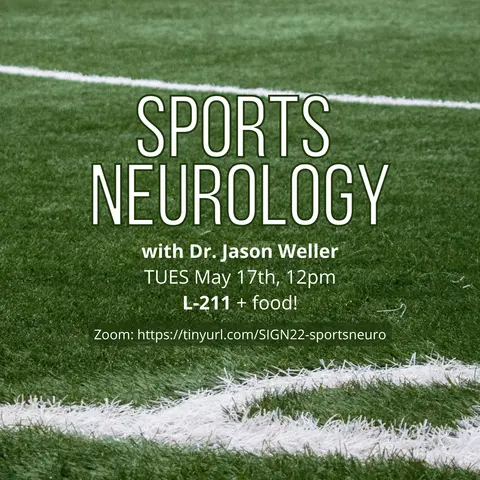 SPORTS
NEUROLOGY
with Dr. Jason Weller
TUES May 17th, 12pm
L-211 + food!
Zoom: https://tinyurl.com/SIGN22-sportsneuro